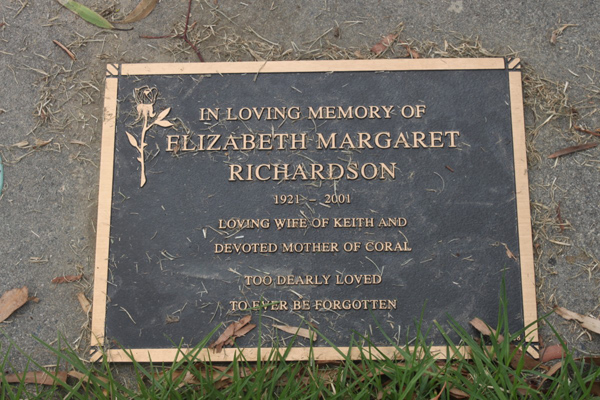 IN LOVING MEMORY OF
ELIZABETH MARGARET
RICHARDSON
1921 - 2001
LOVING WIFE OF KEITH AND
DEVOTED MOTHER OF CORAL
TOO DEARLY LOVED
TO EVER BE FORGOTTEN